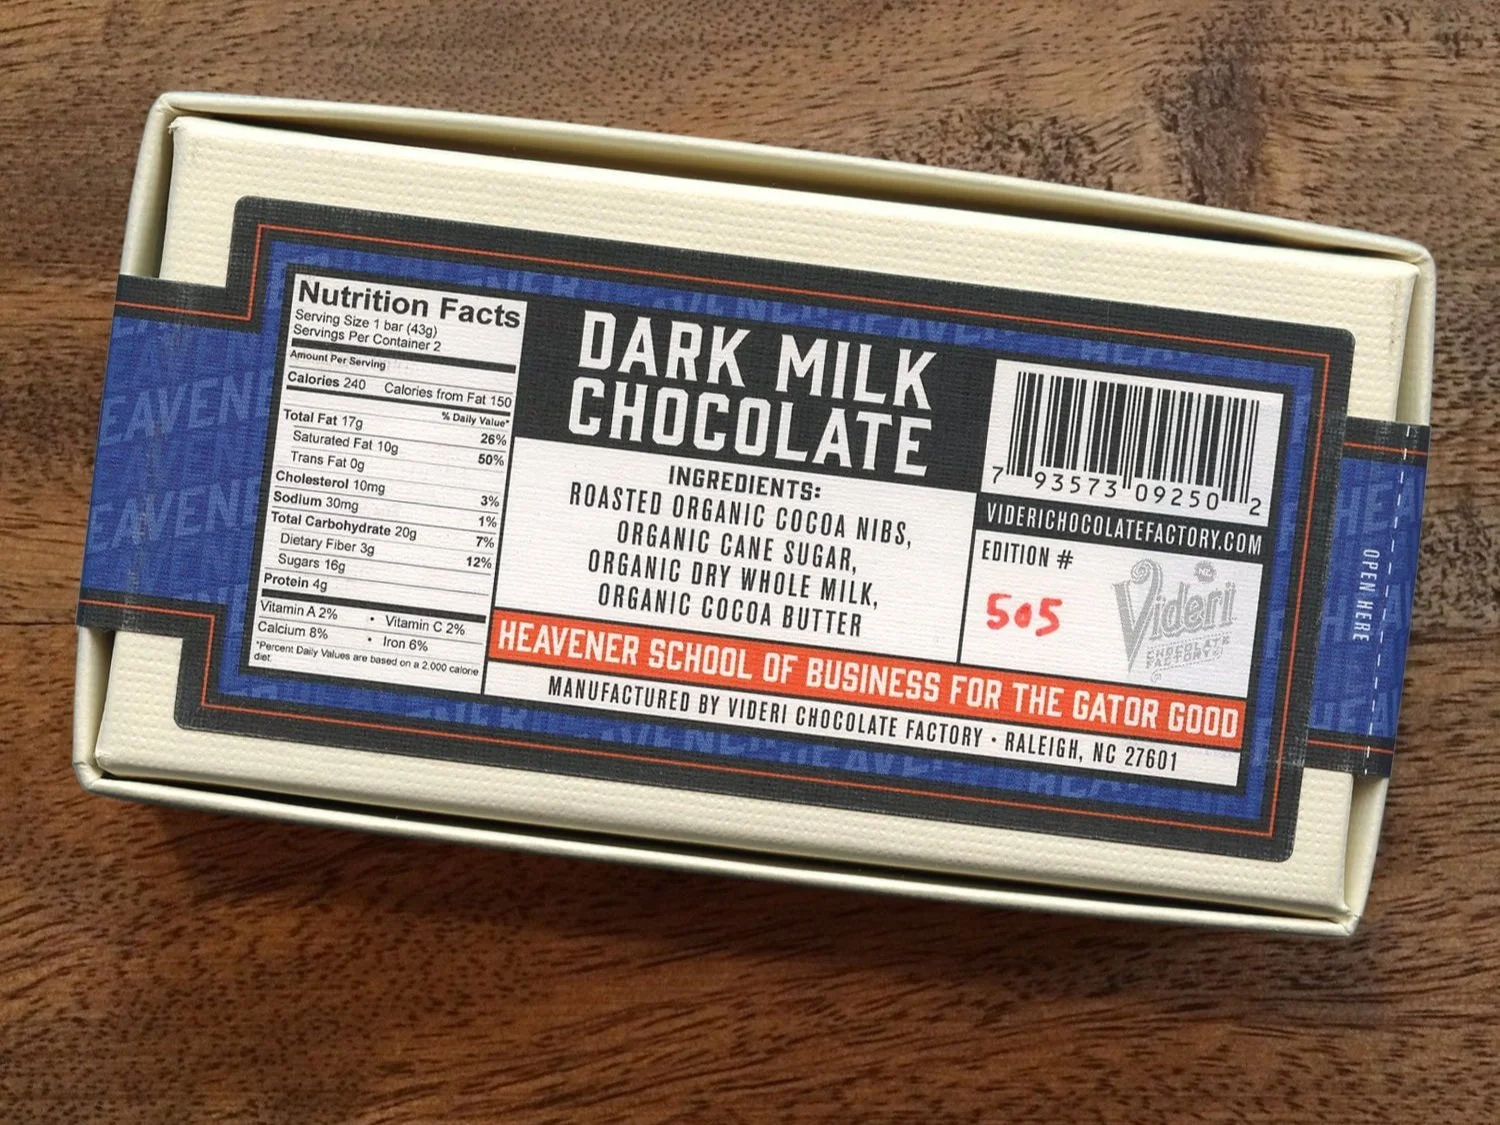 Nutrition Facts
Serving Size 1 bar (43g)
Servings Per Container 2
Amount Per Serving
Calories 240 Calories from Fat 150
% Daily Value*
Total Fat 17g 26%
Saturated Fat 10g 50%
Trans Fat 0g
Cholesterol 10mg 3%
Sodium 30mg 1%
Total Carbohydrate 20g 7%
Dietary Fiber 3g 12%
Sugars 16g
Protein 4g
Vitamin A 2% • Vitamin C 2%
Calcium 8% • Iron 6%
*Percent Daily Values are based on a 2,000 calorie
diet.
DARK MILK
CHOCOLATE
INGREDIENTS:
ROASTED ORGANIC COCOA NIBS,
ORGANIC CANE SUGAR,
ORGANIC DRY WHOLE MILK,
ORGANIC COCOA BUTTER
7 93573 09250 2
VIDERICHOCOLATEFACTORY.COM
EDITION #
505
NC
Videri
CHOCOLATE
FACTORY
HEAVENER SCHOOL OF BUSINESS FOR THE GATOR GOOD
MANUFACTURED BY VIDERI CHOCOLATE FACTORY • RALEIGH, NC 27601
OPEN HERE